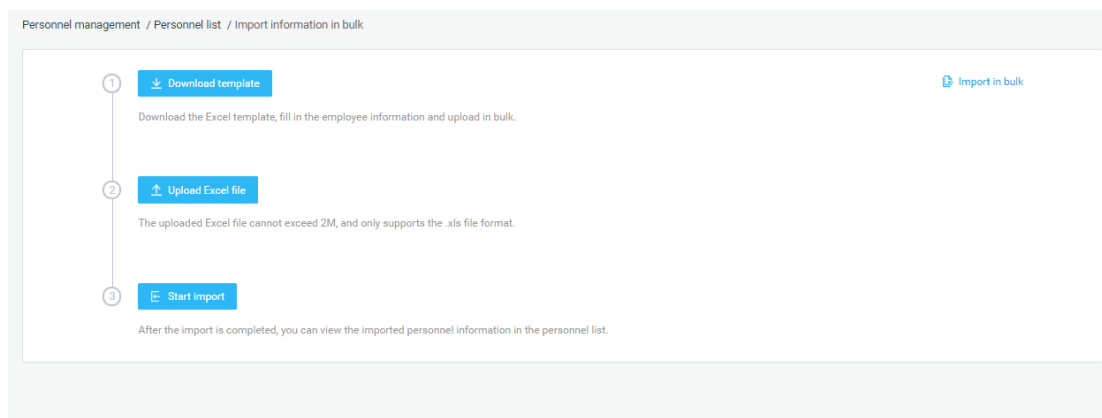 Personnel management / Personnel list / Import information in bulk
1 Download template
Import in bulk
Download the Excel template, fill in the employee information and upload in bulk.
2 Upload Excel file
The uploaded Excel file cannot exceed 2M, and only supports the .xls file format.
3 Start import
After the import is completed, you can view the imported personnel information in the personnel list.